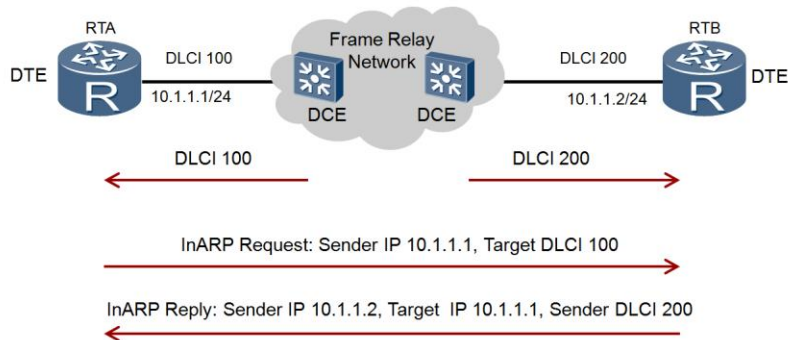 RTA
Frame Relay
Network
RTB
DLCI 100
DLCI 200
DTE
DTE
R
10.1.1.1/24
DCE
DCE
10.1.1.2/24
R
DLCI 100
DLCI 200
InARP Request: Sender IP 10.1.1.1, Target DLCI 100
InARP Reply: Sender IP 10.1.1.2, Target IP 10.1.1.1, Sender DLCI 200